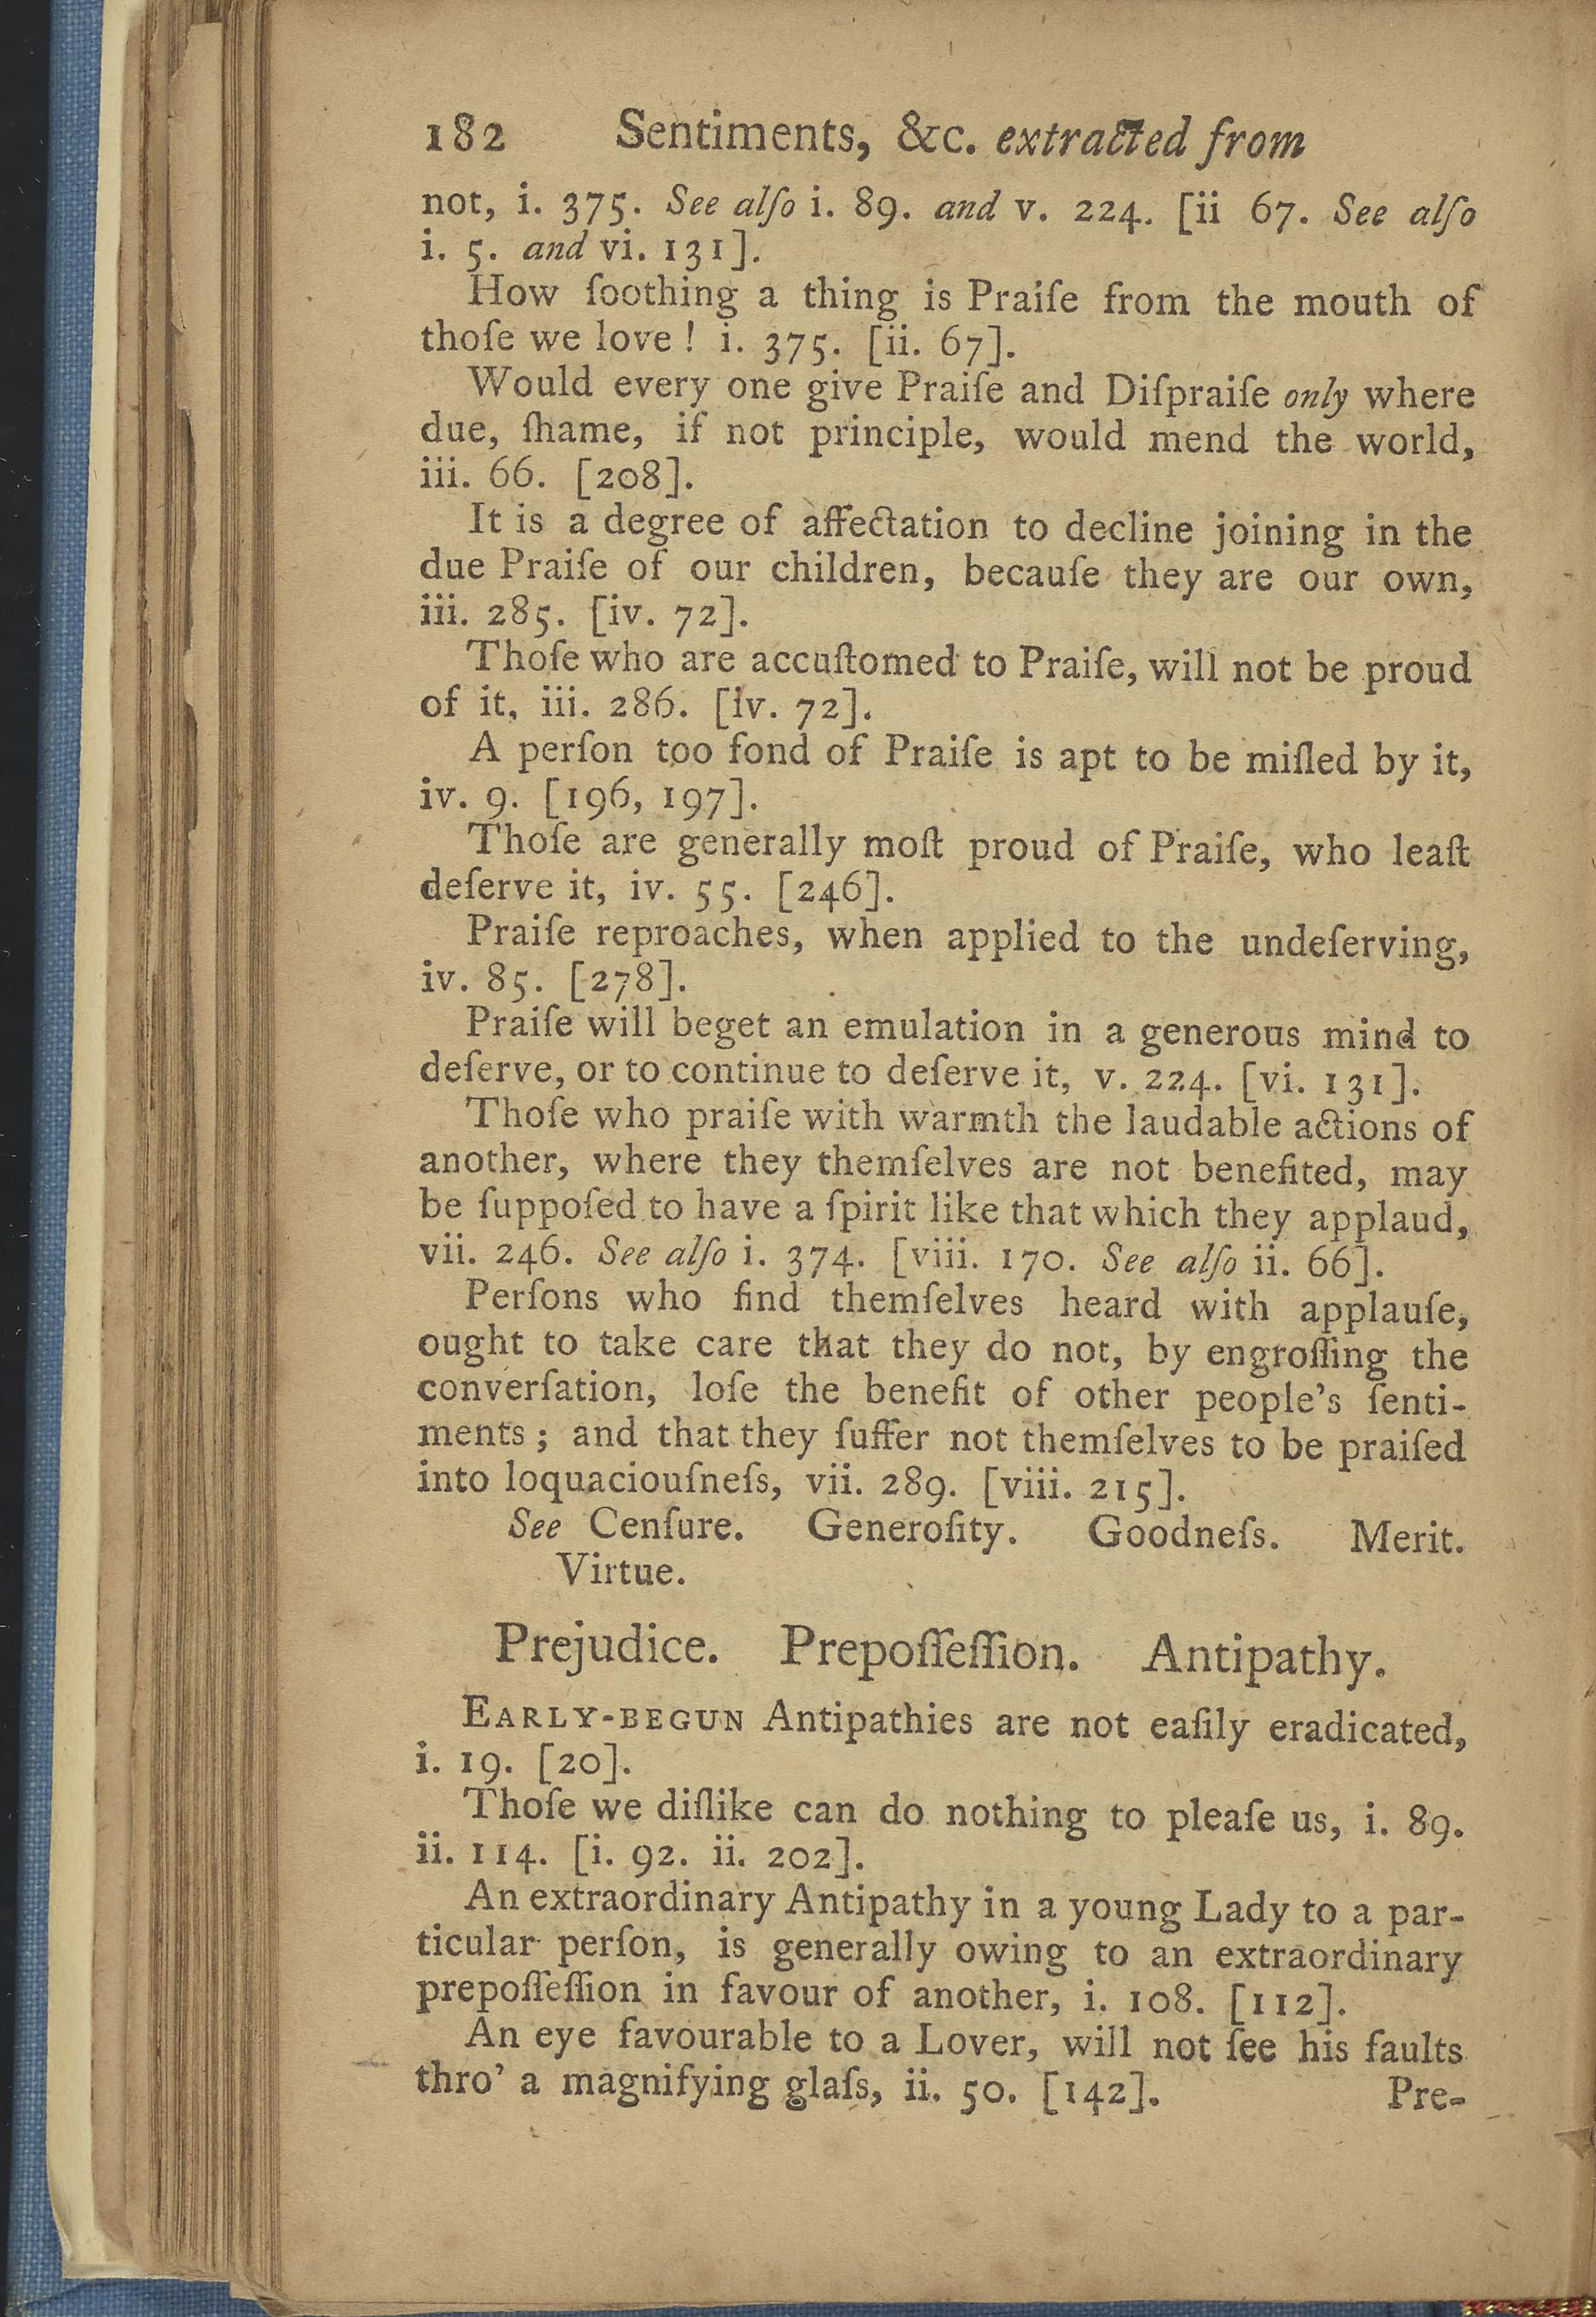 182 Sentiments, &c. extracted from
not, i. 375. See alſo i. 89. and v. 224. [ii 67. See alſo
i. 5. and vi. 131].
How ſoothing a thing is Praiſe from the mouth of
thoſe we love ! i. 375. [ii. 67].
Would every one give Praiſe and Diſpraiſe only where
due, ſhame, if not principle, would mend the world,
iii. 66. [208].
It is a degree of affectation to decline joining in the
due Praiſe of our children, becauſe they are our own,
iii. 285. [iv. 72].
Thoſe who are accuſtomed to Praiſe, will not be proud
of it, iii. 286. [iv. 72].
A perſon too fond of Praiſe is apt to be miſled by it,
iv. 9. [196, 197].
Thoſe are generally moſt proud of Praiſe, who leaſt
deſerve it, iv. 55. [246].
Praiſe reproaches, when applied to the undeſerving,
iv. 85. [278].
Praiſe will beget an emulation in a generous mind to
deſerve, or to continue to deſerve it, v. 224. [vi. 131].
Thoſe who praiſe with warmth the laudable actions of
another, where they themſelves are not benefited, may
be ſuppoſed to have a ſpirit like that which they applaud,
vii. 246. See alſo i. 374. [viii. 170. See alſo ii. 66].
Perſons who find themſelves heard with applauſe,
ought to take care that they do not, by engroſſing the
converſation, loſe the benefit of other people's ſenti-
ments ; and that they ſuffer not themſelves to be praiſed
into loquaciouſneſs, vii. 289. [viii. 215].
See Cenſure. Generoſity. Goodneſs. Merit.
Virtue.
Prejudice. Prepoſſeſſion. Antipathy.
EARLY-BEGUN Antipathies are not eaſily eradicated,
i. 19. [20].
Thoſe we diſlike can do nothing to pleaſe us, i. 89.
ii. 114. [i. 92. ii. 202].
An extraordinary Antipathy in a young Lady to a par-
ticular perſon, is generally owing to an extraordinary
prepoſſeſſion in favour of another, i. 108. [112].
An eye favourable to a Lover, will not ſee his faults
thro' a magnifying glaſs, ii. 50. [142]. Pre-